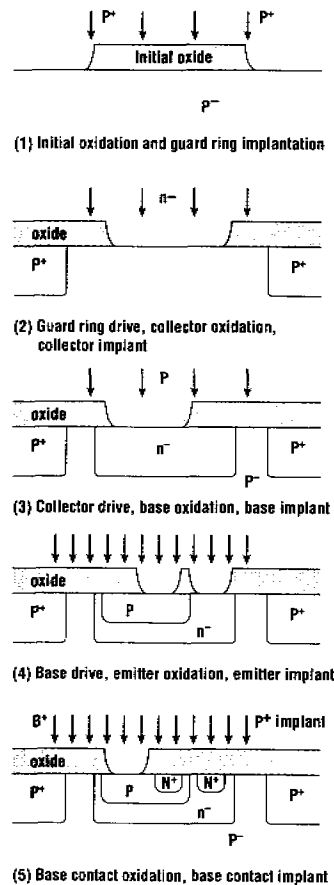 P⁺ P⁺
Initial oxide
P⁻
(1) Initial oxidation and guard ring implantation
n⁻
oxide
P⁺ P⁺
(2) Guard ring drive, collector oxidation,
collector implant
P
oxide
P⁺ n⁻ P⁺
P⁻
(3) Collector drive, base oxidation, base implant
oxide
P⁺ P P⁺
n⁻
(4) Base drive, emitter oxidation, emitter implant
B⁺ P⁺ implant
oxide
P⁺ P N⁺ N⁺ P⁺
n⁻
P⁻
(5) Base contact oxidation, base contact implant